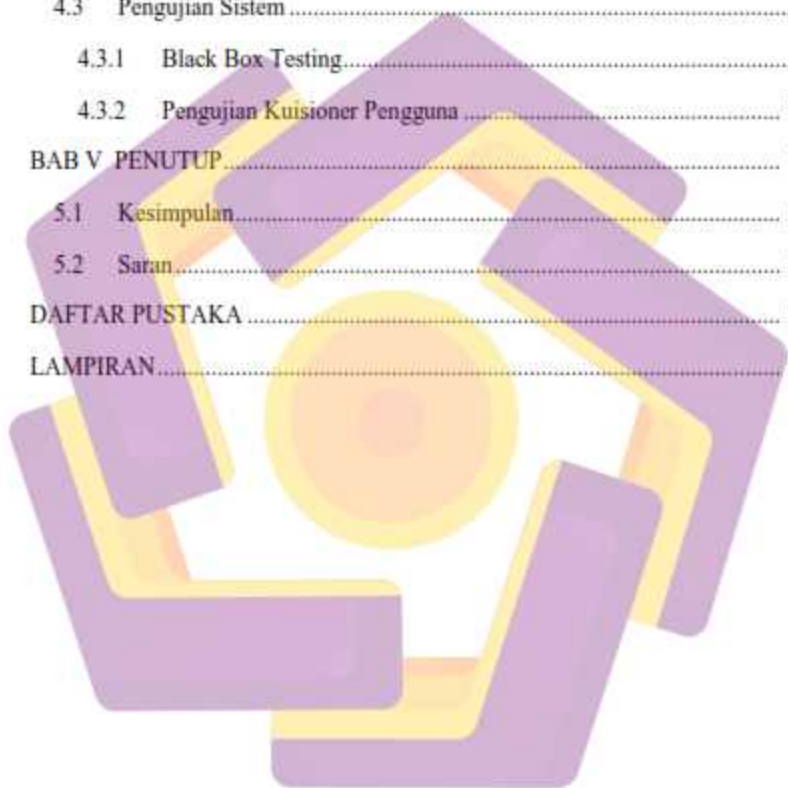 4.3 Pengujian Sistem
4.3.1 Black Box Testing
4.3.2 Pengujian Kuisioner Pengguna
BAB V PENUTUP
5.1 Kesimpulan
5.2 Saran
DAFTAR PUSTAKA
LAMPIRAN